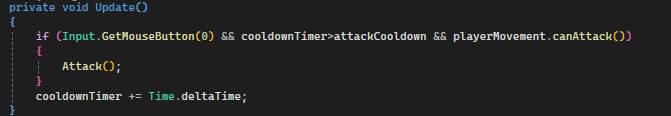 private void Update()
{
if (Input.GetMouseButton(0) && cooldownTimer>attackCooldown && playerMovement.canAttack())
{
Attack();
}
cooldownTimer += Time.deltaTime;
}